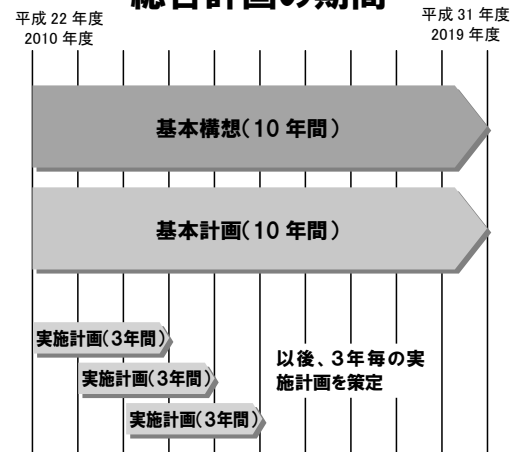 総合計画の期間
平成 22 年度
2010 年度
平成 31 年度
2019 年度
基本構想(10 年間)
基本計画(10 年間)
実施計画(3年間)
実施計画(3年間)
実施計画(3年間)
以後、3年毎の実
施計画を策定